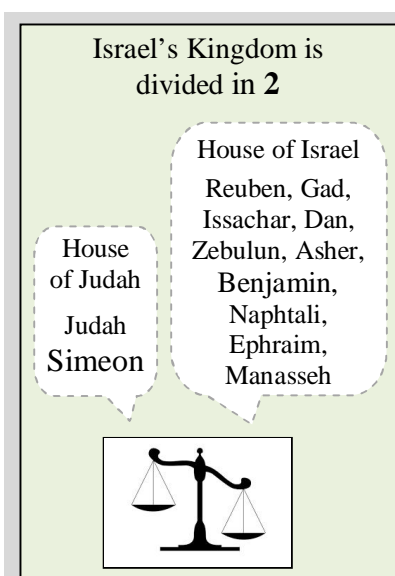 Israel's Kingdom is
divided in 2
House of Israel
Reuben, Gad,
Issachar, Dan,
Zebulun, Asher,
Benjamin,
Naphtali,
Ephraim,
Manasseh
House
of Judah
Judah
Simeon